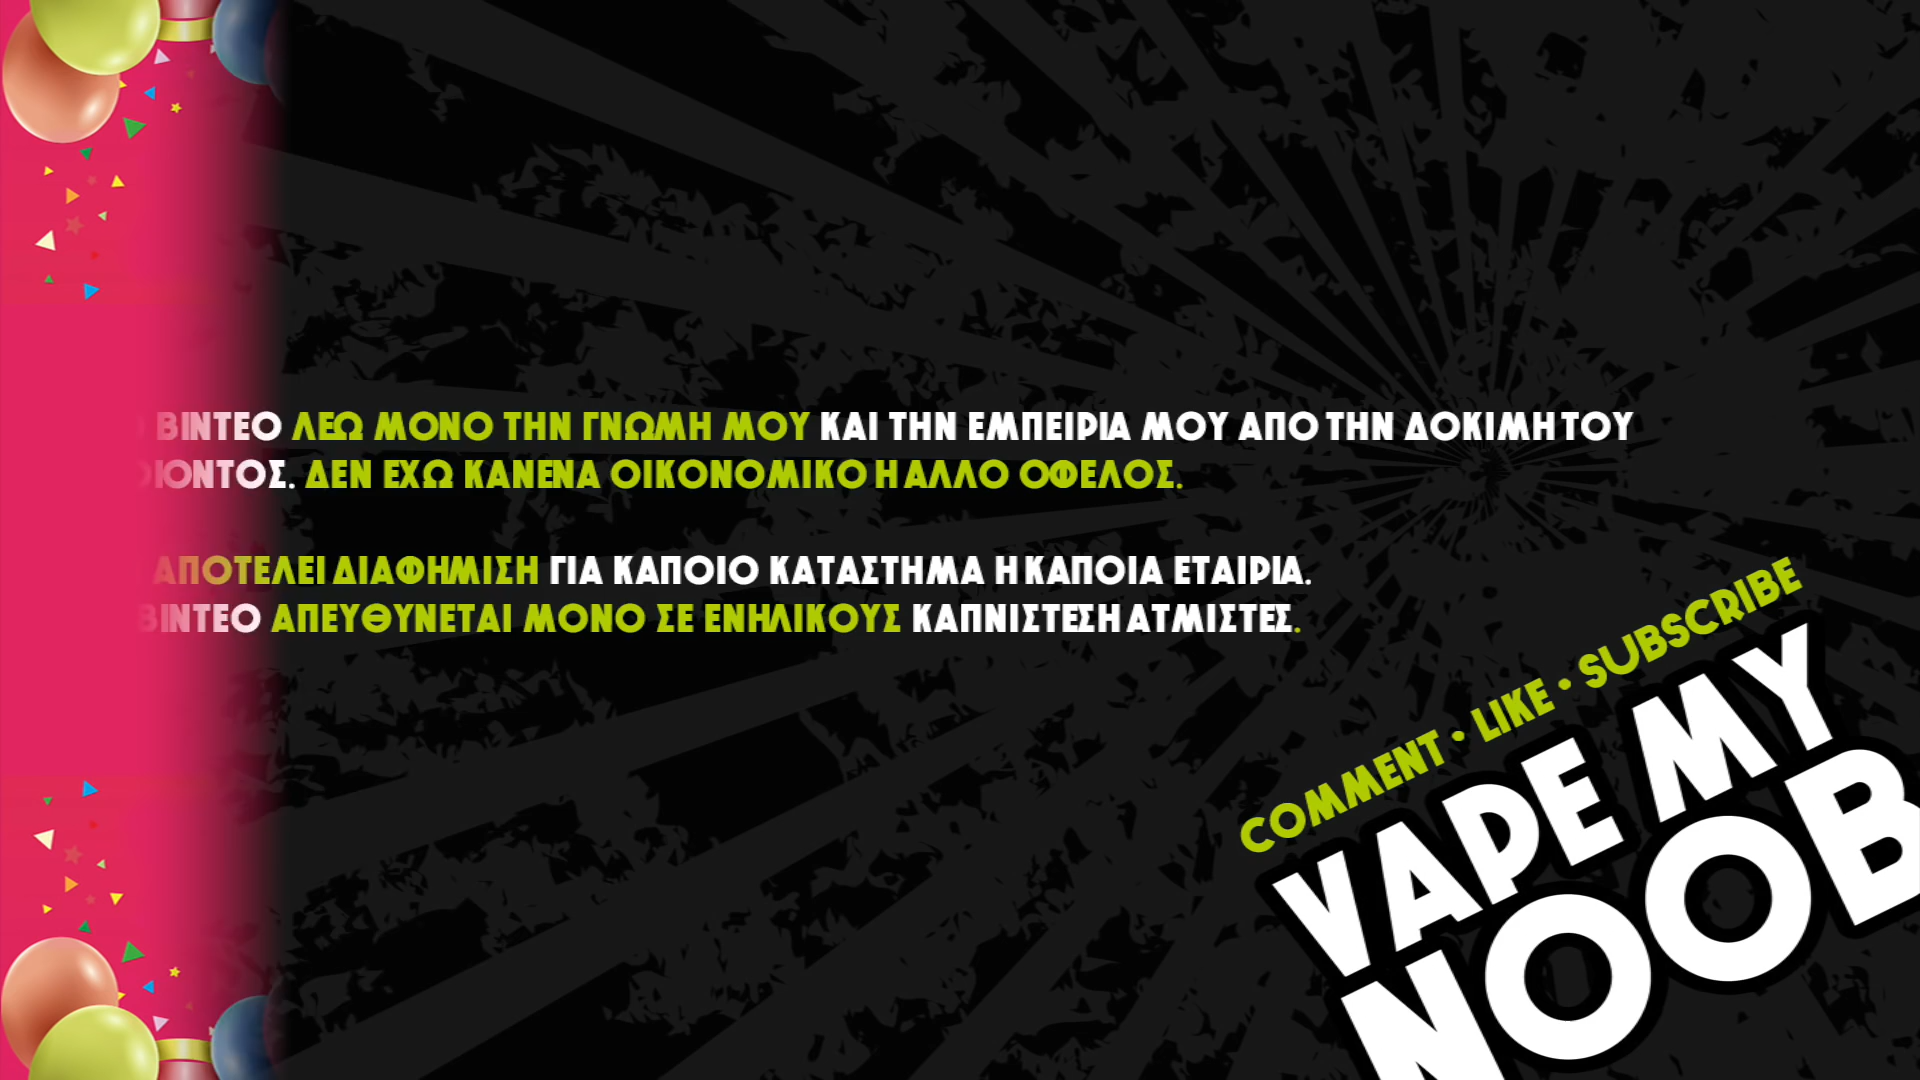 ΒΙΝΤΕΟ ΛΕΩ ΜΟΝΟ ΤΗΝ ΓΝΩΜΗ ΜΟΥ ΚΑΙ ΤΗΝ ΕΜΠΕΙΡΙΑ ΜΟΥ ΑΠΟ ΤΗΝ ΔΟΚΙΜΗ ΤΟΥ
ΔΕΝ ΕΧΩ ΚΑΝΕΝΑ ΟΙΚΟΝΟΜΙΚΟ Η ΑΛΛΟ ΟΦΕΛΟΣ.
ΑΠΟΤΕΛΕΙ ΔΙΑΦΗΜΙΣΗ ΓΙΑ ΚΑΠΟΙΟ ΚΑΤΑΣΤΗΜΑ Η ΚΑΠΟΙΑ ΕΤΑΙΡΙΑ.
ΒΙΝΤΕΟ ΑΠΕΥΘΥΝΕΤΑΙ ΜΟΝΟ ΣΕ ΕΝΗΛΙΚΟΥΣ ΚΑΠΝΙΣΤΕΣ Η ΑΤΜΙΣΤΕΣ.
COMMENT • LIKE • SUBSCRIBE
VAPE MY
NOOB